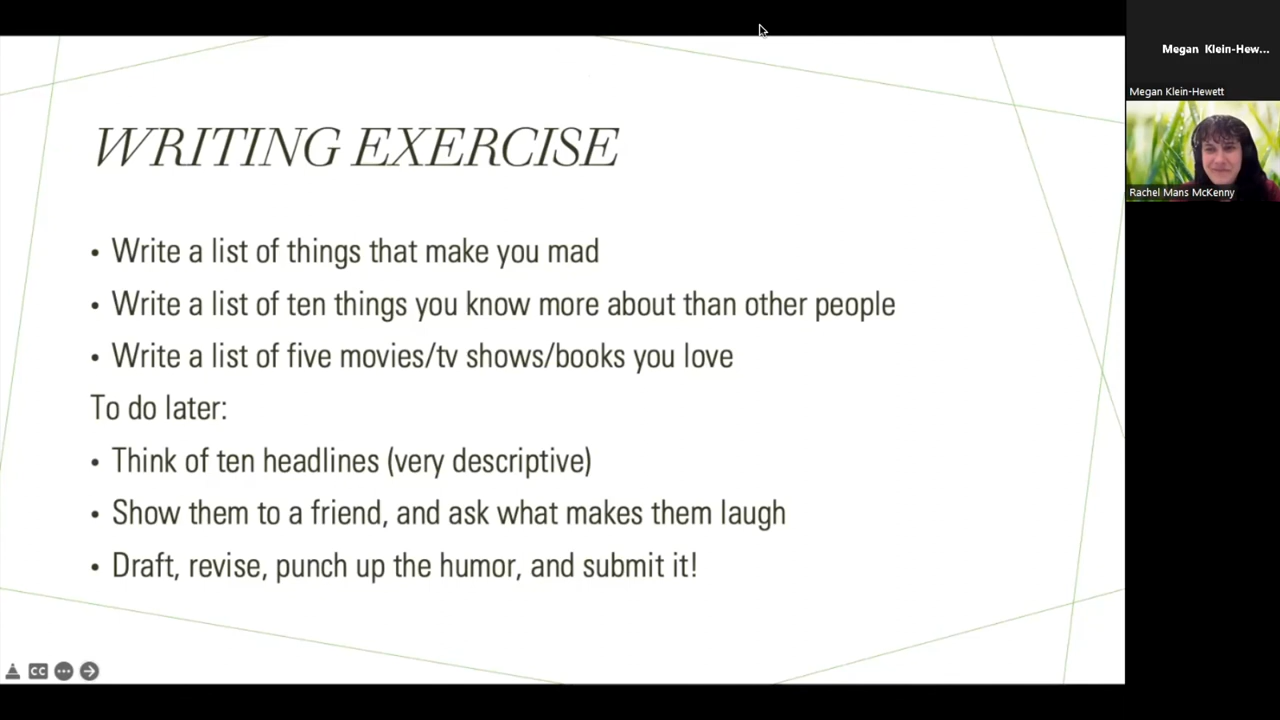 WRITING EXERCISE
• Write a list of things that make you mad
• Write a list of ten things you know more about than other people
• Write a list of five movies/tv shows/books you love
To do later:
• Think of ten headlines (very descriptive)
• Show them to a friend, and ask what makes them laugh
• Draft, revise, punch up the humor, and submit it!
CC
Megan Klein-Hew...
Megan Klein-Hewett
Rachel Mans McKenny